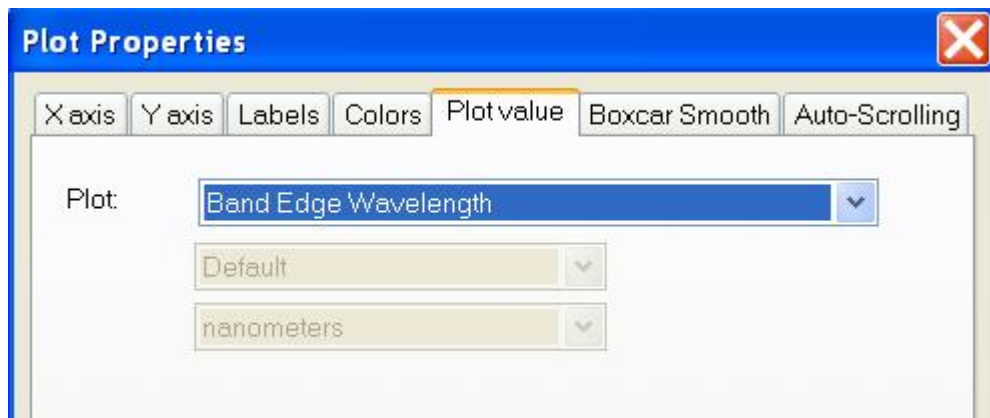 Plot Properties
X axis Y axis Labels Colors Plot value Boxcar Smooth Auto-Scrolling
Plot: Band Edge Wavelength
Default
nanometers